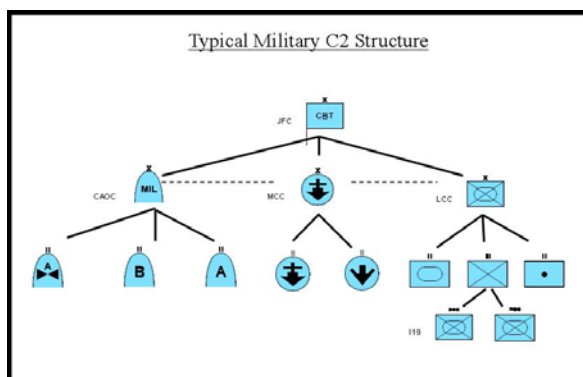 Typical Military C2 Structure
X
JFC
CBT
X
X
X
CAOC
MIL
MCC
LCC
II
II
II
II
II
II
II
II
A
B
A
I19